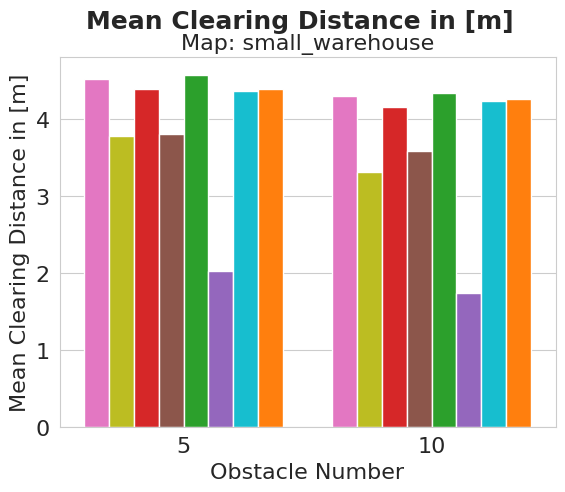 Mean Clearing Distance in [m]
Map: small_warehouse
Mean Clearing Distance in [m]
4
3
2
1
0
5
10
Obstacle Number